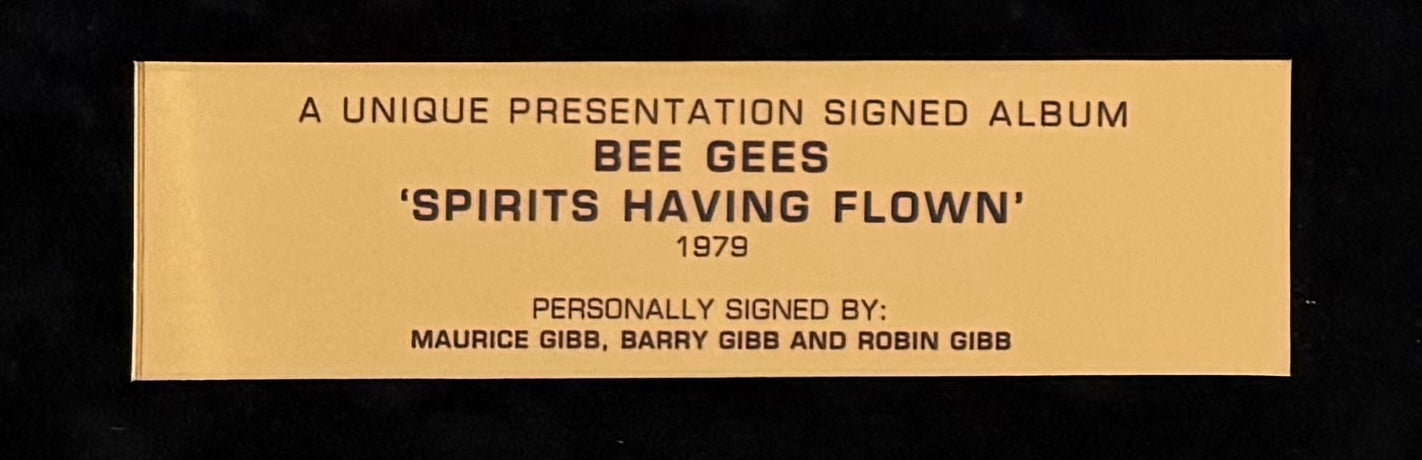 A UNIQUE PRESENTATION SIGNED ALBUM
BEE GEES
‘SPIRITS HAVING FLOWN’
1979
PERSONALLY SIGNED BY:
MAURICE GIBB, BARRY GIBB AND ROBIN GIBB